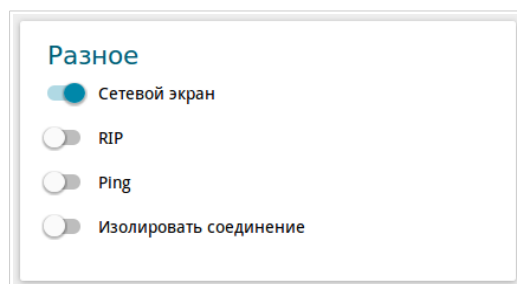 Разное
Сетевой экран
RIP
Ping
Изолировать соединение